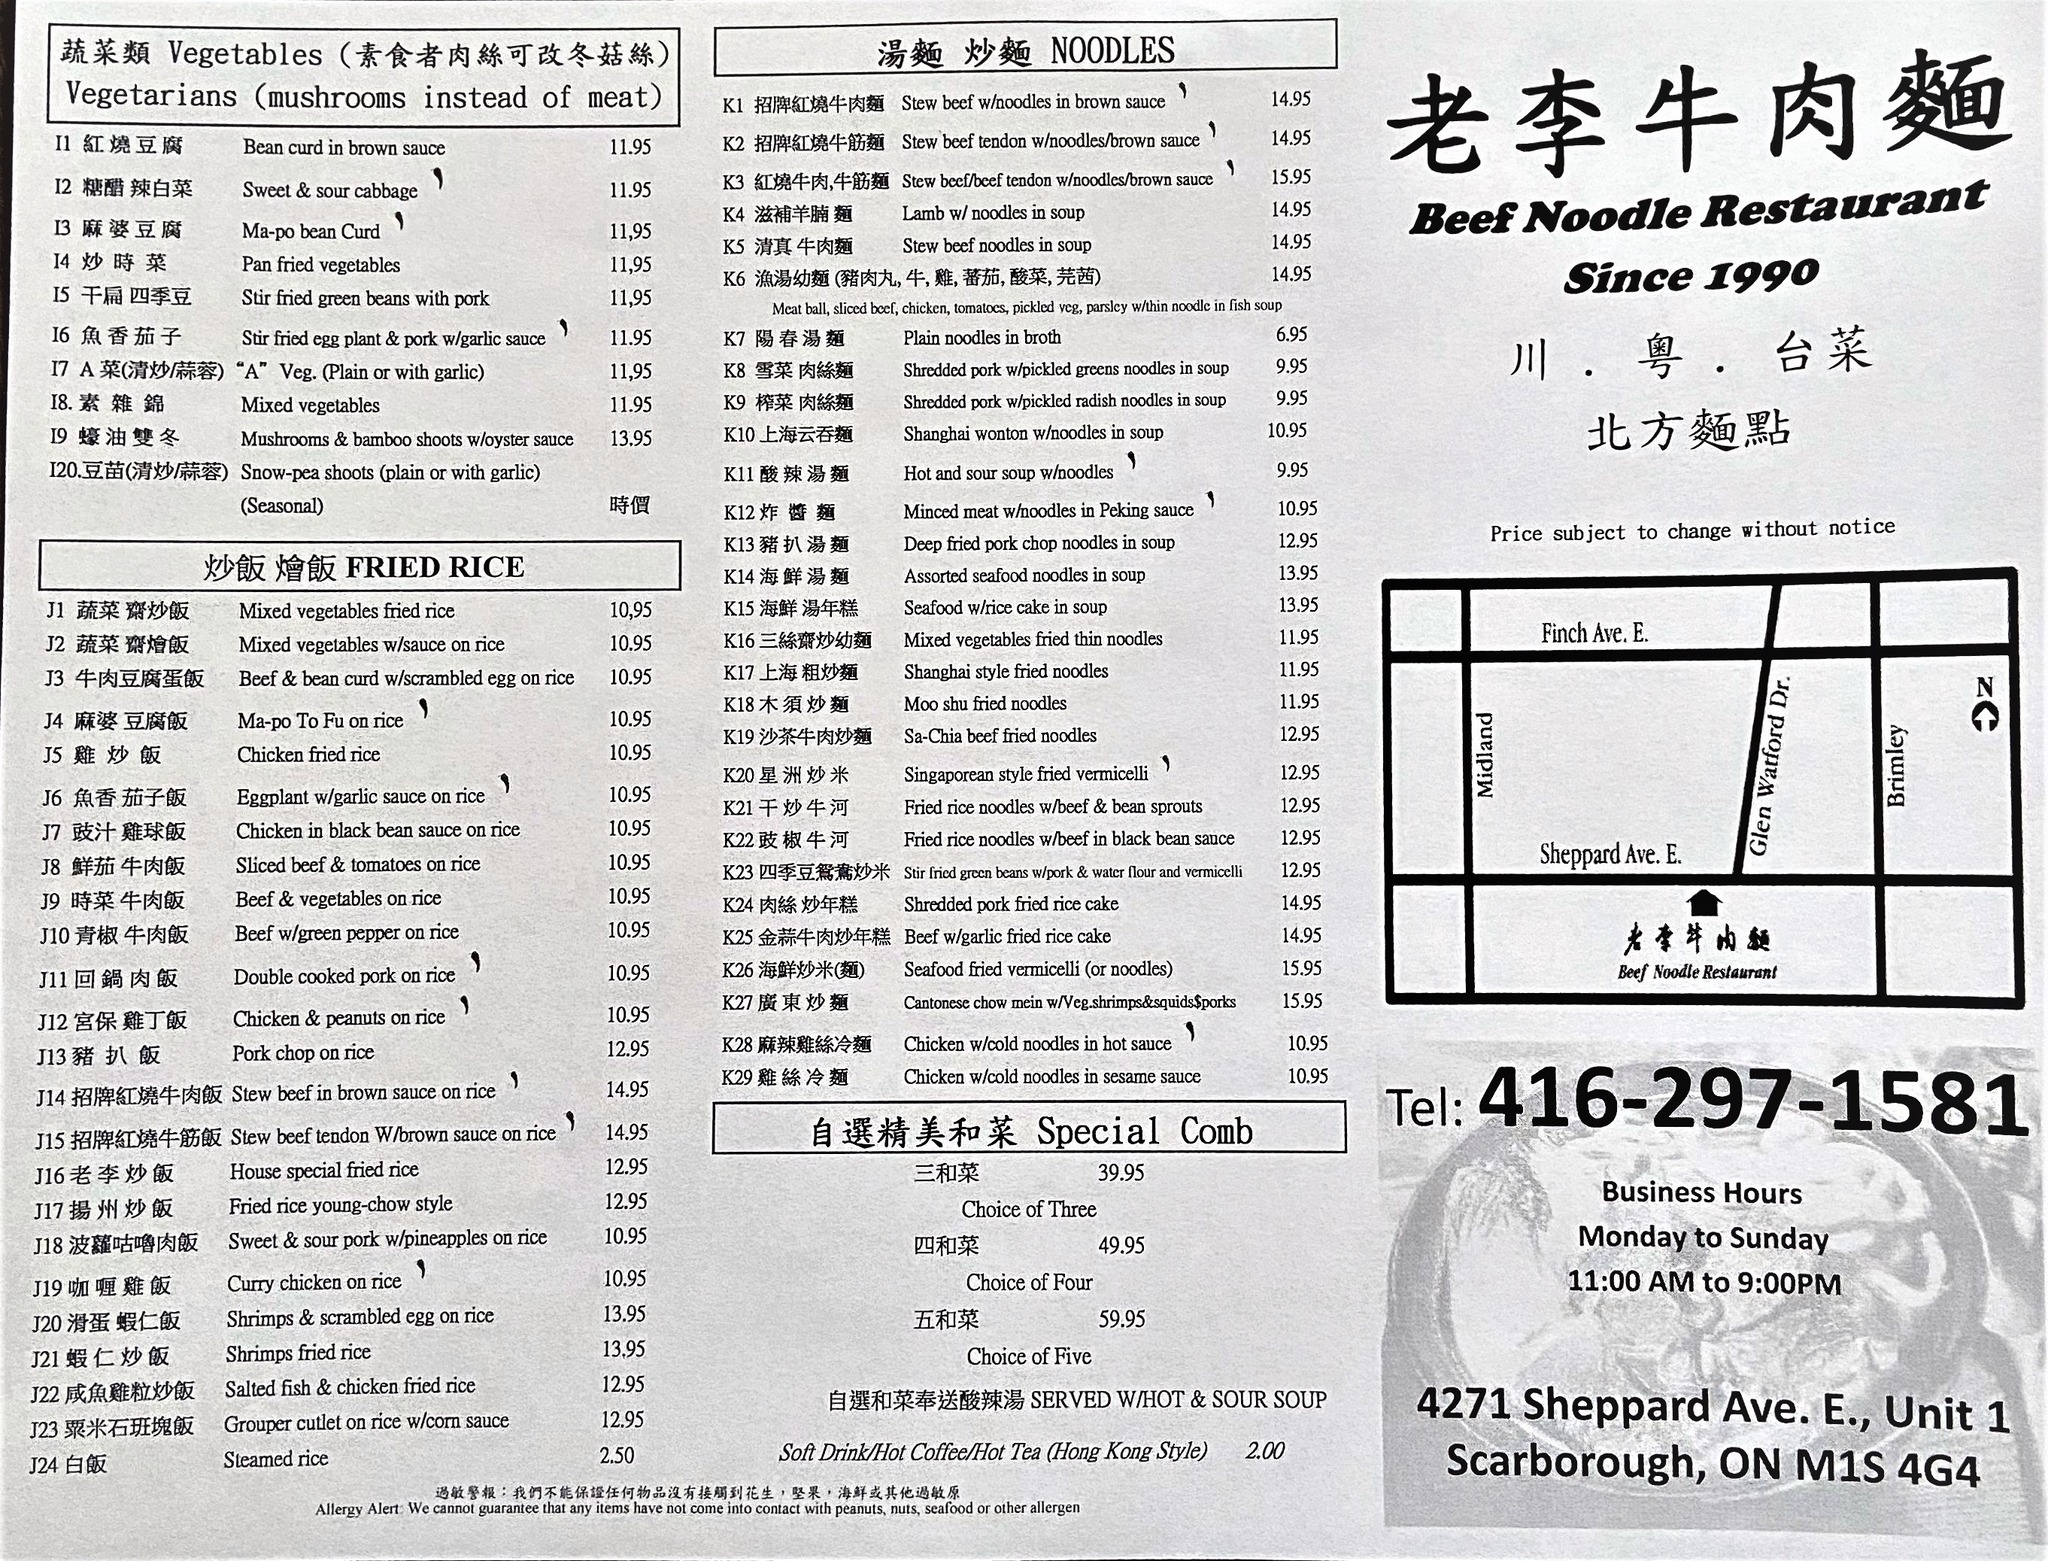 蔬菜類 Vegetables (素食者肉絲可改冬菇絲)
Vegetarians (mushrooms instead of meat)
I1 紅燒豆腐 Bean curd in brown sauce 11.95
I2 糖醋 辣白菜 Sweet & sour cabbage 11.95
I3 麻婆豆腐 Ma-po bean Curd 11,95
I4 炒時菜 Pan fried vegetables 11,95
I5 干扁 四季豆 Stir fried green beans with pork 11,95
I6 魚香茄子 Stir fried egg plant & pork w/garlic sauce 11.95
I7 A 菜(清炒/蒜蓉) “A” Veg. (Plain or with garlic) 11,95
I8. 素雜錦 Mixed vegetables 11.95
I9 蠔油雙冬 Mushrooms & bamboo shoots w/oyster sauce 13,95
I20.豆苗(清炒/蒜蓉) Snow-pea shoots (plain or with garlic)
(Seasonal) 時價
炒飯 燴飯 FRIED RICE
J1 蔬菜 齋炒飯 Mixed vegetables fried rice 10,95
J2 蔬菜 齋燴飯 Mixed vegetables w/sauce on rice 10.95
J3 牛肉豆腐蛋飯 Beef & bean curd w/scrambled egg on rice 10.95
J4 麻婆 豆腐飯 Ma-po To Fu on rice 10.95
J5 雞炒飯 Chicken fried rice 10.95
J6 魚香 茄子飯 Eggplant w/garlic sauce on rice 10.95
J7 豉汁 雞球飯 Chicken in black bean sauce on rice 10.95
J8 鮮茄 牛肉飯 Sliced beef & tomatoes on rice 10.95
J9 時菜 牛肉飯 Beef & vegetables on rice 10.95
J10 青椒 牛肉飯 Beef w/green pepper on rice 10.95
J11 回鍋肉飯 Double cooked pork on rice 10.95
J12 宮保 雞丁飯 Chicken & peanuts on rice 10.95
J13 豬扒飯 Pork chop on rice 12.95
J14 招牌紅燒牛肉飯 Stew beef in brown sauce on rice 14.95
J15 招牌紅燒牛筋飯 Stew beef tendon W/brown sauce on rice 14.95
J16 老李炒飯 House special fried rice 12.95
J17 揚州炒飯 Fried rice young-chow style 12.95
J18 波蘿咕嚕肉飯 Sweet & sour pork w/pineapples on rice 10.95
J19 咖喱雞飯 Curry chicken on rice 10.95
J20 滑蛋 蝦仁飯 Shrimps & scrambled egg on rice 13.95
J21 蝦仁炒飯 Shrimps fried rice 13.95
J22 咸魚雞粒炒飯 Salted fish & chicken fried rice 12.95
J23 粟米石班塊飯 Grouper cutlet on rice w/corn sauce 12.95
J24 白飯 Steamed rice 2.50
湯麵 炒麵 NOODLES
K1 招牌紅燒牛肉麵 Stew beef w/noodles in brown sauce 14.95
K2 招牌紅燒牛筋麵 Stew beef tendon w/noodles/brown sauce 14.95
K3 紅燒牛肉,牛筋麵 Stew beef/beef tendon w/noodles/brown sauce 15.95
K4 滋補羊腩 麵 Lamb w/ noodles in soup 14.95
K5 清真 牛肉麵 Stew beef noodles in soup 14.95
K6 漁湯幼麵 (豬肉丸, 牛, 雞, 蕃茄, 酸菜, 芫茜) 14.95
Meat ball, sliced beef, chicken, tomatoes, pickled veg, parsley w/thin noodle in fish soup
K7 陽春湯麵 Plain noodles in broth 6.95
K8 雪菜 肉絲麵 Shredded pork w/pickled greens noodles in soup 9.95
K9 榨菜 肉絲麵 Shredded pork w/pickled radish noodles in soup 9.95
K10 上海云吞麵 Shanghai wonton w/noodles in soup 10.95
K11 酸辣湯麵 Hot and sour soup w/noodles 9.95
K12 炸醬麵 Minced meat w/noodles in Peking sauce 10.95
K13 豬扒湯麵 Deep fried pork chop noodles in soup 12.95
K14 海鮮湯麵 Assorted seafood noodles in soup 13.95
K15 海鮮 湯年糕 Seafood w/rice cake in soup 13.95
K16 三絲齋炒幼麵 Mixed vegetables fried thin noodles 11.95
K17 上海 粗炒麵 Shanghai style fried noodles 11.95
K18 木須炒麵 Moo shu fried noodles 11.95
K19 沙茶牛肉炒麵 Sa-Chia beef fried noodles 12.95
K20 星洲炒米 Singaporean style fried vermicelli 12.95
K21 干炒牛河 Fried rice noodles w/beef & bean sprouts 12.95
K22 豉椒牛河 Fried rice noodles w/beef in black bean sauce 12.95
K23 四季豆鴛鴦炒米 Stir fried green beans w/pork & water flour and vermicelli 12.95
K24 肉絲 炒年糕 Shredded pork fried rice cake 14.95
K25 金蒜牛肉炒年糕 Beef w/garlic fried rice cake 14.95
K26 海鮮炒米(麵) Seafood fried vermicelli (or noodles) 15.95
K27 廣東炒麵 Cantonese chow mein w/Veg.shrimps&squids$porks 15.95
K28 麻辣雞絲冷麵 Chicken w/cold noodles in hot sauce 10.95
K29 雞絲冷麵 Chicken w/cold noodles in sesame sauce 10.95
自選精美和菜 Special Comb
三和菜 39.95
Choice of Three
四和菜 49.95
Choice of Four
五和菜 59.95
Choice of Five
自選和菜奉送酸辣湯 SERVED W/HOT & SOUR SOUP
Soft Drink/Hot Coffee/Hot Tea (Hong Kong Style) 2.00
過敏警報：我們不能保證任何物品沒有接觸到花生，堅果，海鮮或其他過敏原
Allergy Alert: We cannot guarantee that any items have not come into contact with peanuts, nuts, seafood or other allergen
老李牛肉麵
Beef Noodle Restaurant
Since 1990
川．粵．台菜
北方麵點
Price subject to change without notice
Finch Ave. E.
N
Midland
Glen Watford Dr.
Brimley
Sheppard Ave. E.
老李牛肉麵
Beef Noodle Restaurant
Tel: 416-297-1581
Business Hours
Monday to Sunday
11:00 AM to 9:00PM
4271 Sheppard Ave. E., Unit 1
Scarborough, ON M1S 4G4